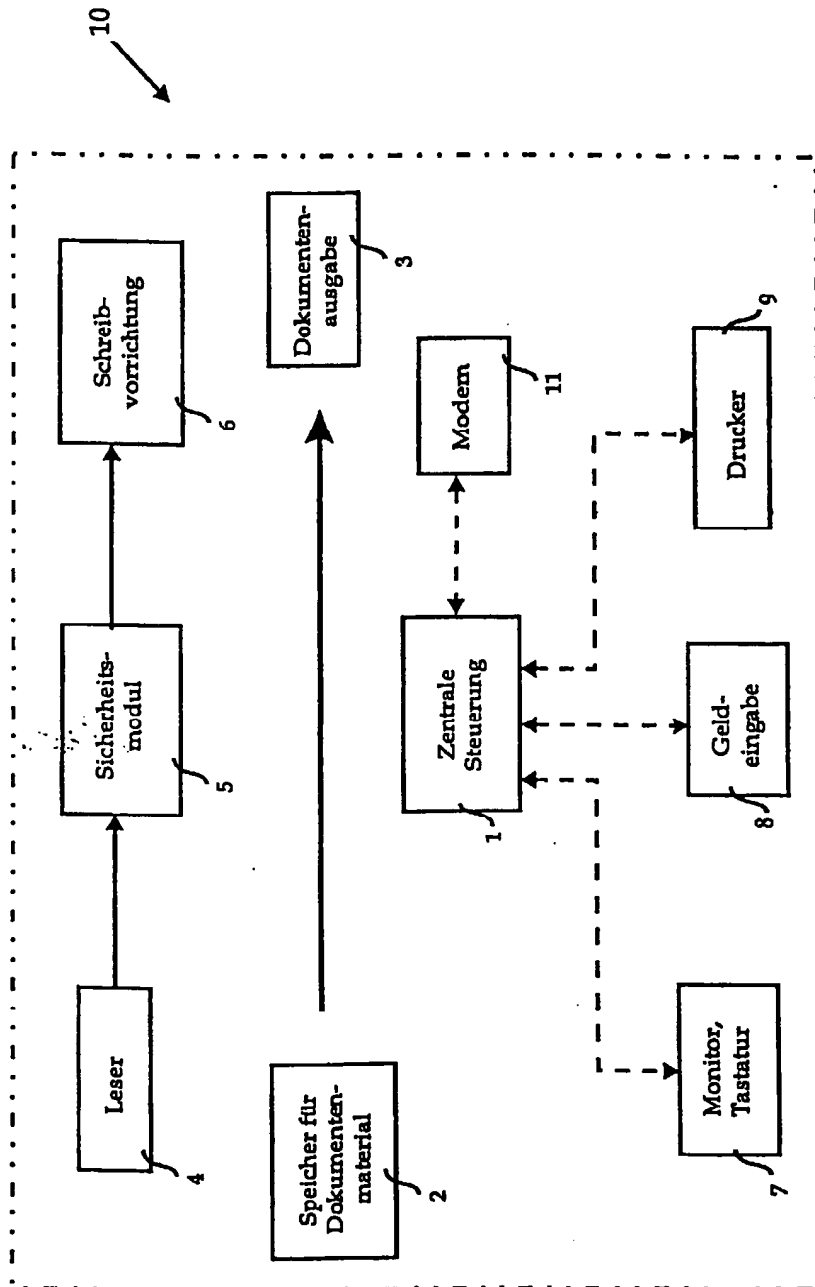 10
Leser
4
Sicherheits-
modul
5
Schreib-
vorrichtung
6
Speicher für
Dokumenten-
material
2
Dokumenten-
ausgabe
3
Zentrale
Steuerung
1
Modem
11
Monitor,
Tastatur
7
Geld-
eingabe
8
Drucker
9